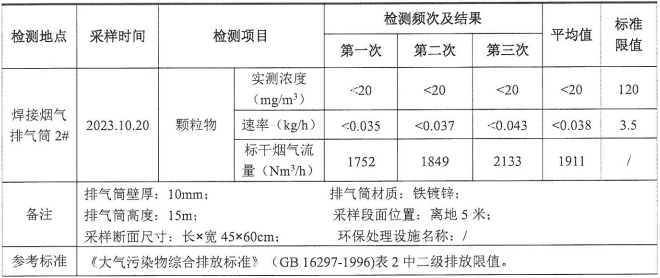 检测地点 采样时间 检测项目 检测频次及结果 平均值 标准限值
第一次 第二次 第三次
焊接烟气排气筒 2# 2023.10.20 颗粒物 实测浓度（mg/m³） <20 <20 <20 <20 120
速率（kg/h） <0.035 <0.037 <0.043 <0.038 3.5
标干烟气流量（Nm³/h） 1752 1849 2133 1911 /
备注 排气筒壁厚：10mm； 排气筒材质：铁镀锌；
排气筒高度：15m； 采样段面位置：离地 5 米；
采样断面尺寸：长×宽 45×60cm； 环保处理设施名称：/
参考标准 《大气污染物综合排放标准》（GB 16297-1996)表 2 中二级排放限值。